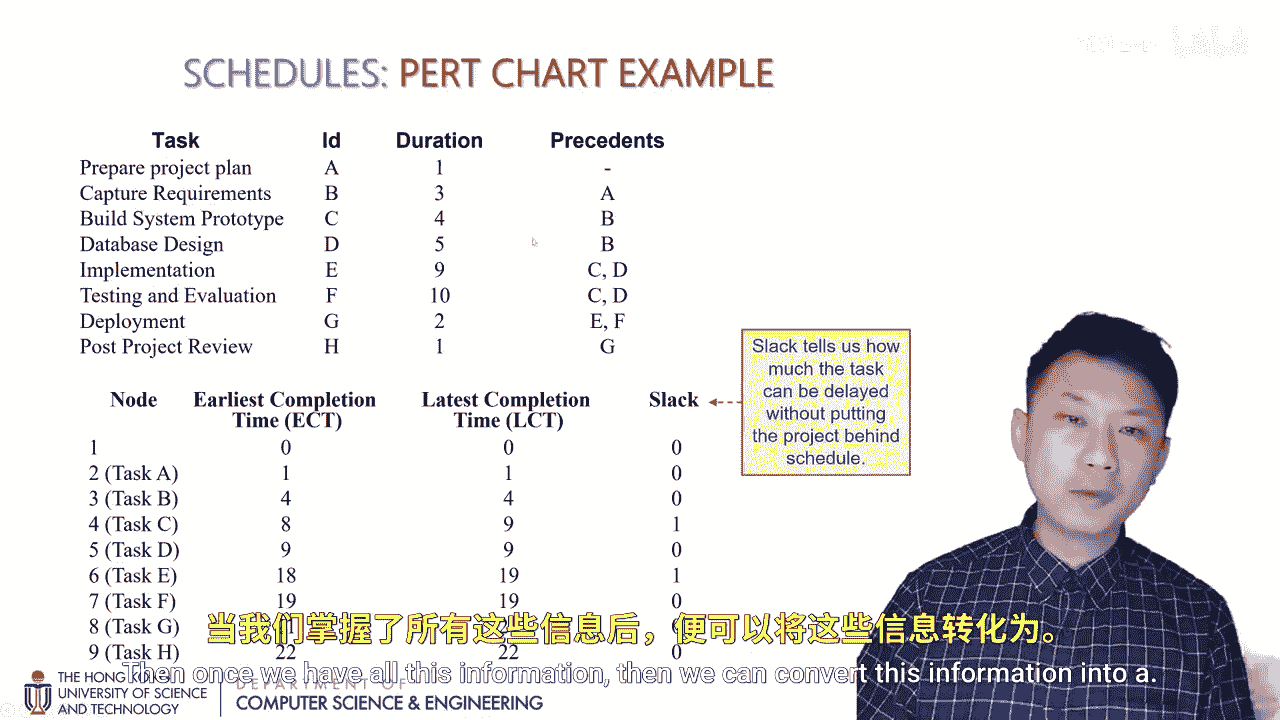 SCHEDULES: PERT CHART EXAMPLE
Task Id Duration Precedents
Prepare project plan A 1 -
Capture Requirements B 3 A
Build System Prototype C 4 B
Database Design D 5 B
Implementation E 9 C, D
Testing and Evaluation F 10 C, D
Deployment G 2 E, F
Post Project Review H 1 G
Node Earliest Completion Time (ECT) Latest Completion Time (LCT) Slack
1 0 0 0
2 (Task A) 1 1 0
3 (Task B) 4 4 0
4 (Task C) 8 9 1
5 (Task D) 9 9 0
6 (Task E) 18 19 1
7 (Task F) 19 19 0
8 (Task G)
9 (Task H) 22 22 0
Slack tells us how
much the task
can be delayed
without putting
the project behind
schedule.
当我们掌握了所有这些信息后，便可以将这些信息转化为。
Then once we have all this information, then we can convert this information into a.
THE HONG KONG
UNIVERSITY OF SCIENCE
AND TECHNOLOGY
DEPARTMENT OF
COMPUTER SCIENCE & ENGINEERING